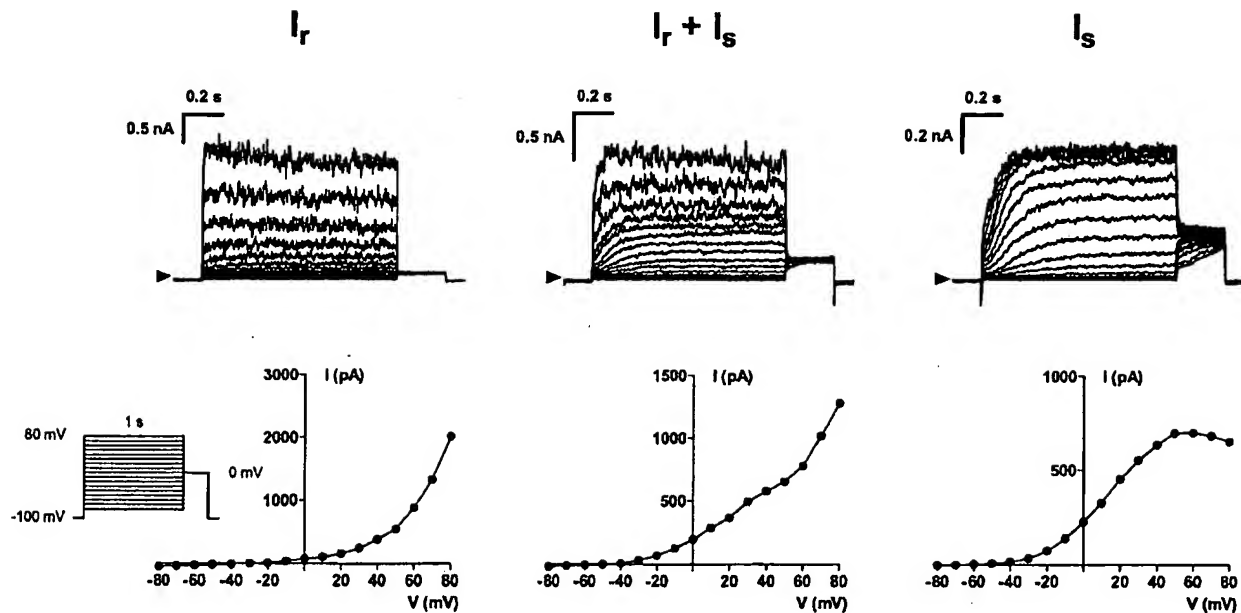 Ir
Ir + Is
Is
0.2 s
0.5 nA
0.2 s
0.5 nA
0.2 s
0.2 nA
1 s
80 mV
0 mV
-100 mV
3000
I (pA)
2000
1000
-80 -60 -40 -20 20 40 60 80
V (mV)
1500
I (pA)
1000
500
-80 -60 -40 -20 20 40 60 80
V (mV)
1000
I (pA)
500
-80 -60 -40 -20 20 40 60 80
V (mV)